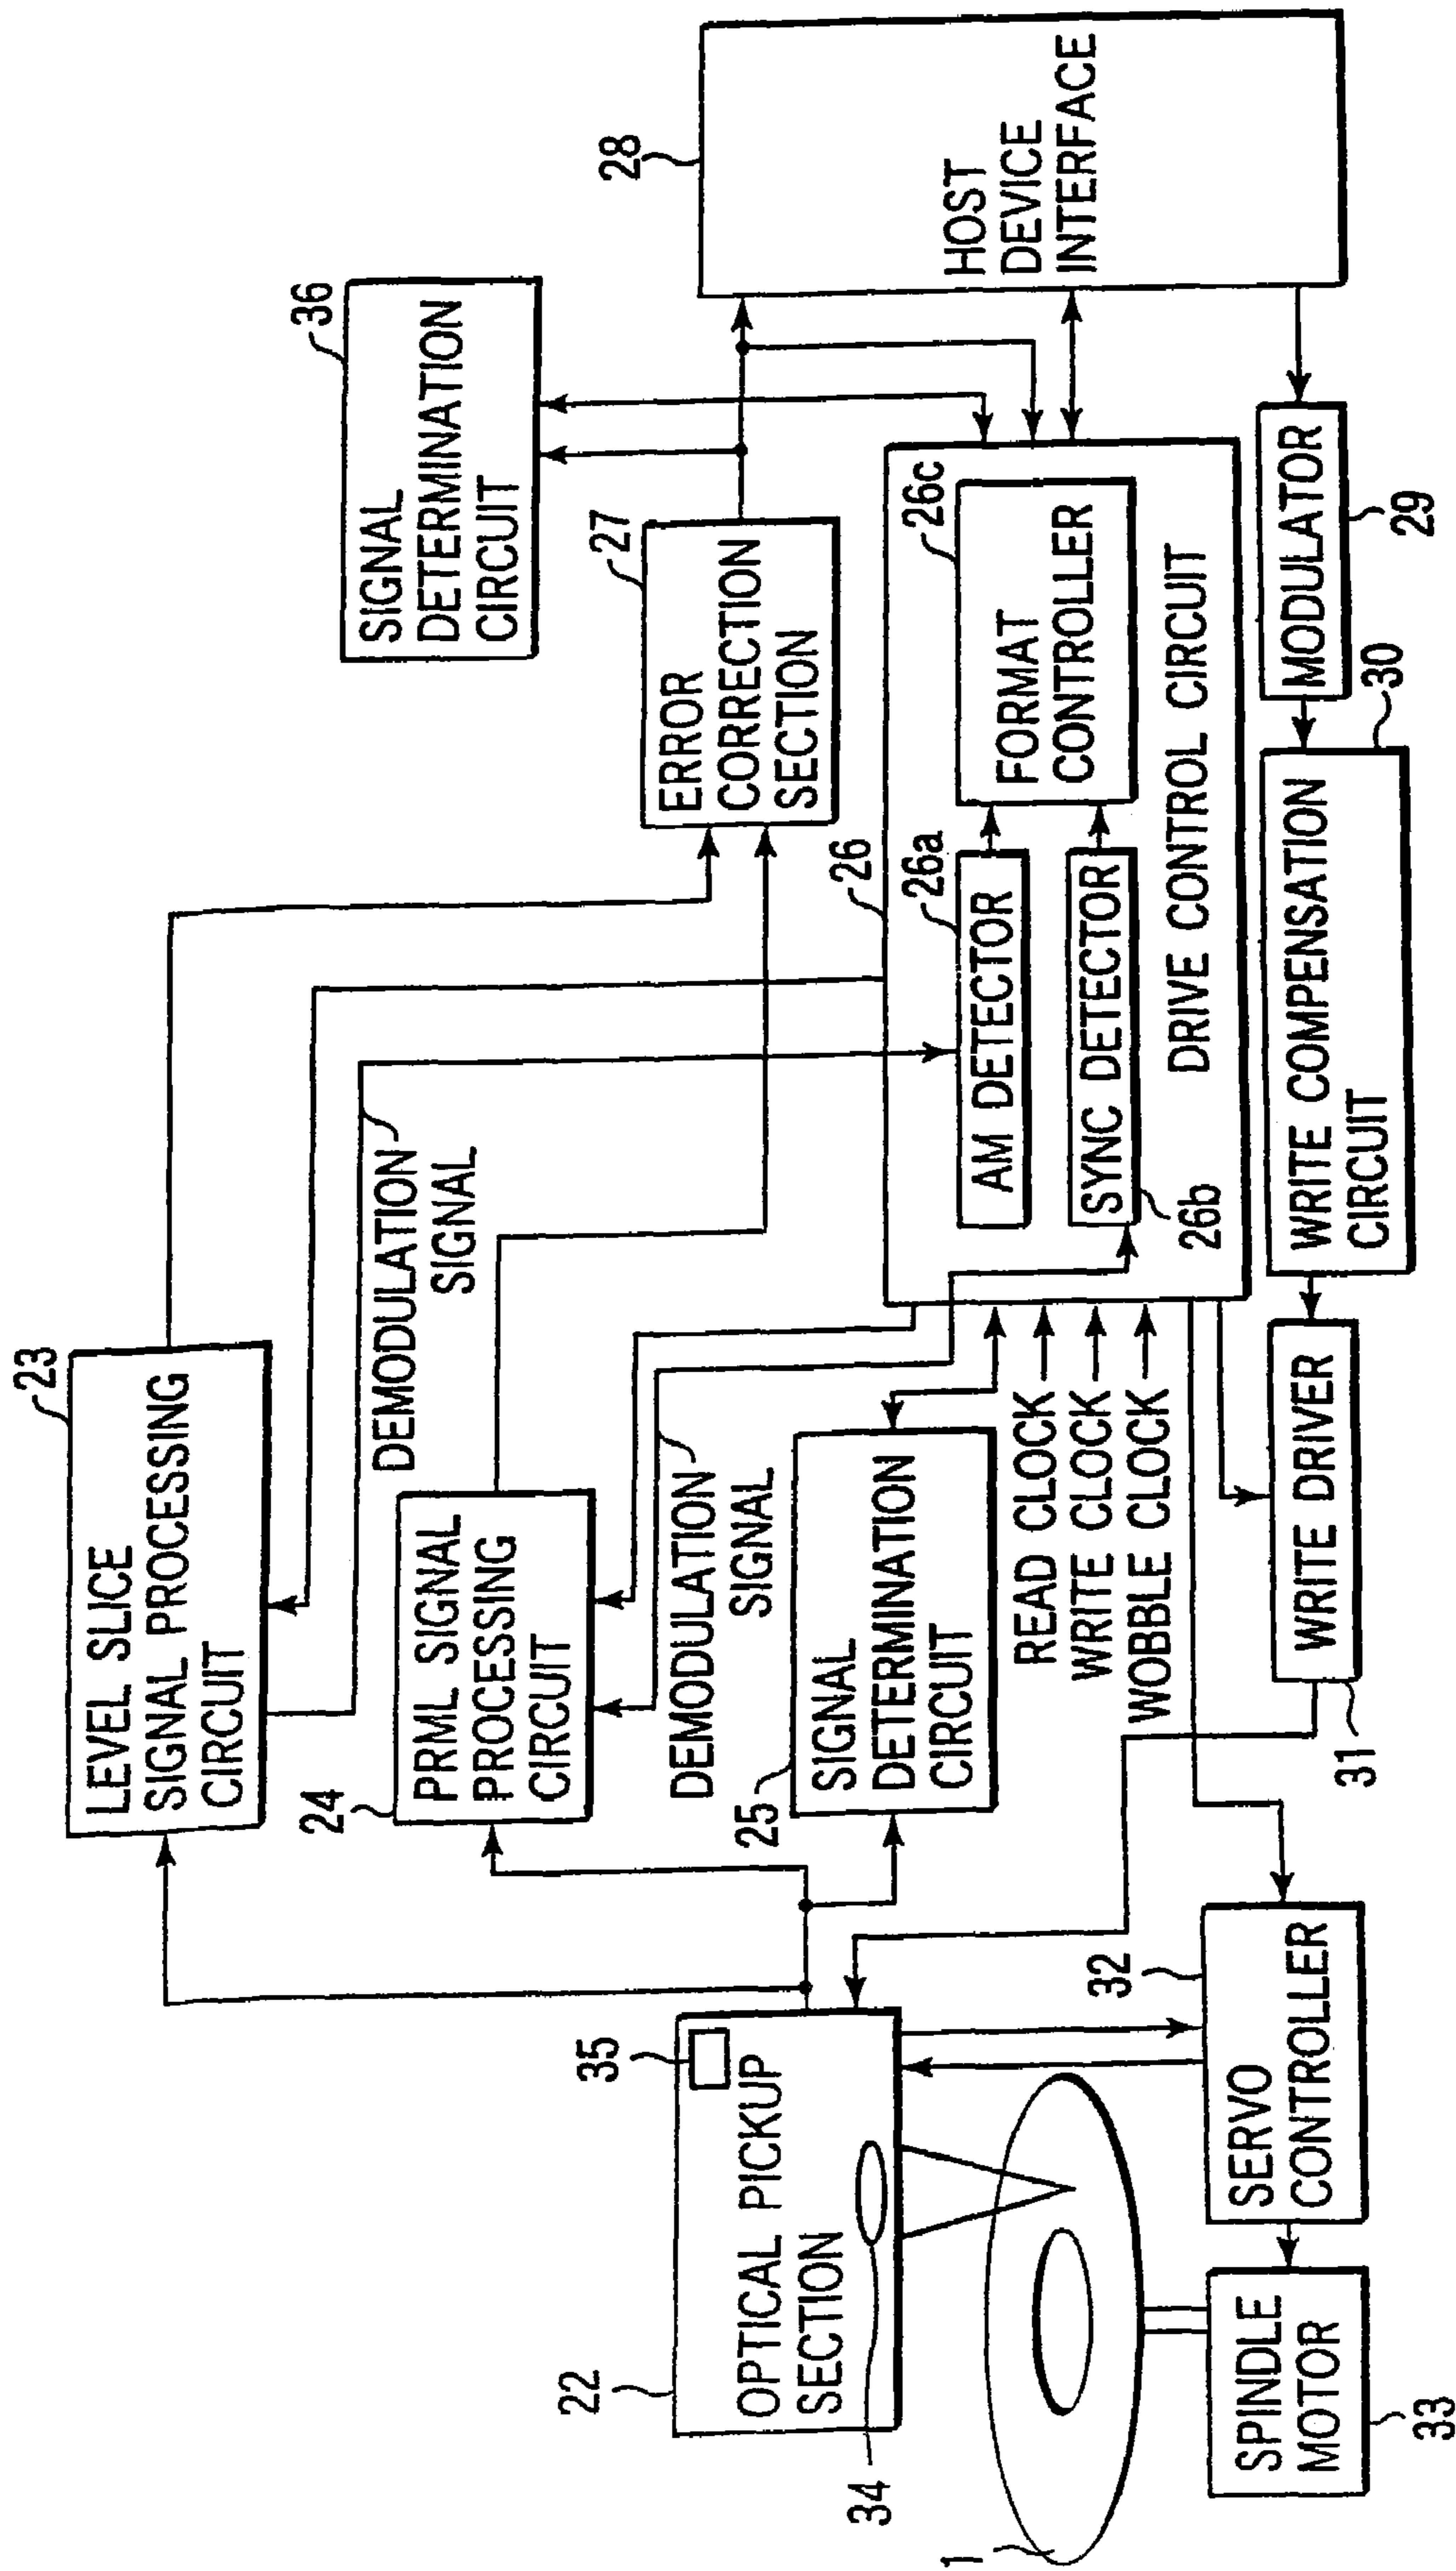 23
LEVEL SLICE
SIGNAL PROCESSING
CIRCUIT
DEMODULATION
SIGNAL
24
PRML SIGNAL
PROCESSING
CIRCUIT
DEMODULATION
SIGNAL
36
SIGNAL
DETERMINATION
CIRCUIT
27
ERROR
CORRECTION
SECTION
28
HOST
DEVICE
INTERFACE
22
35
OPTICAL PICKUP
SECTION
34
1
25
SIGNAL
DETERMINATION
CIRCUIT
READ CLOCK
WRITE CLOCK
WOBBLE CLOCK
26
26a
AM DETECTOR
26b
SYNC DETECTOR
26c
FORMAT
CONTROLLER
DRIVE CONTROL CIRCUIT
SPINDLE
MOTOR
33
32
SERVO
CONTROLLER
WRITE DRIVER
31
WRITE COMPENSATION
CIRCUIT
30
MODULATOR
29